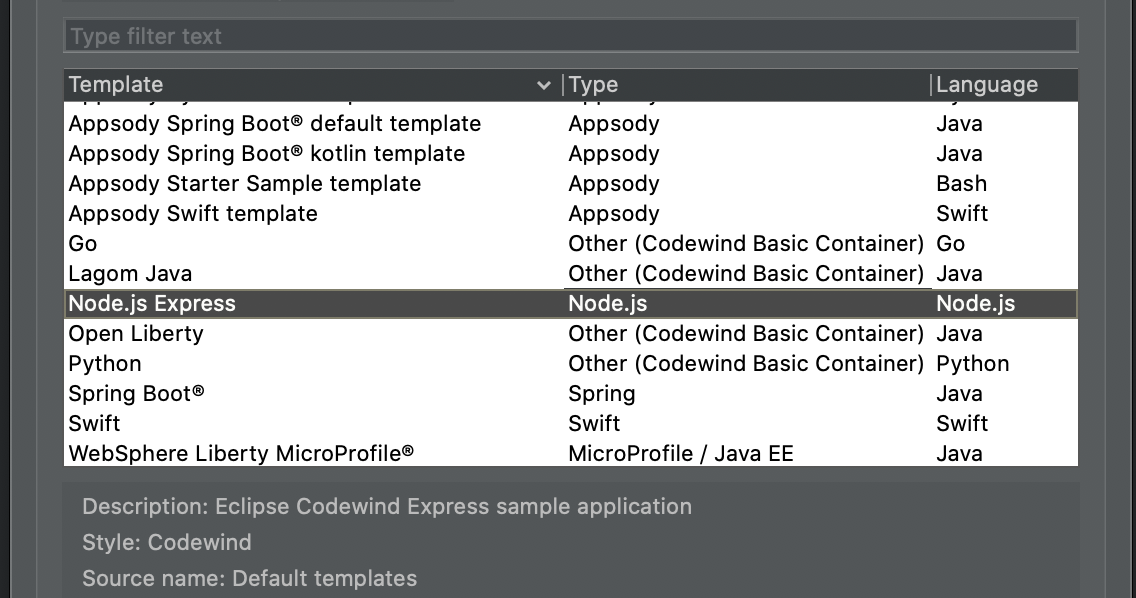 Type filter text
Template Type Language
Appsody Spring Boot® default template Appsody Java
Appsody Spring Boot® kotlin template Appsody Java
Appsody Starter Sample template Appsody Bash
Appsody Swift template Appsody Swift
Go Other (Codewind Basic Container) Go
Lagom Java Other (Codewind Basic Container) Java
Node.js Express Node.js Node.js
Open Liberty Other (Codewind Basic Container) Java
Python Other (Codewind Basic Container) Python
Spring Boot® Spring Java
Swift Swift Swift
WebSphere Liberty MicroProfile® MicroProfile / Java EE Java
Description: Eclipse Codewind Express sample application
Style: Codewind
Source name: Default templates